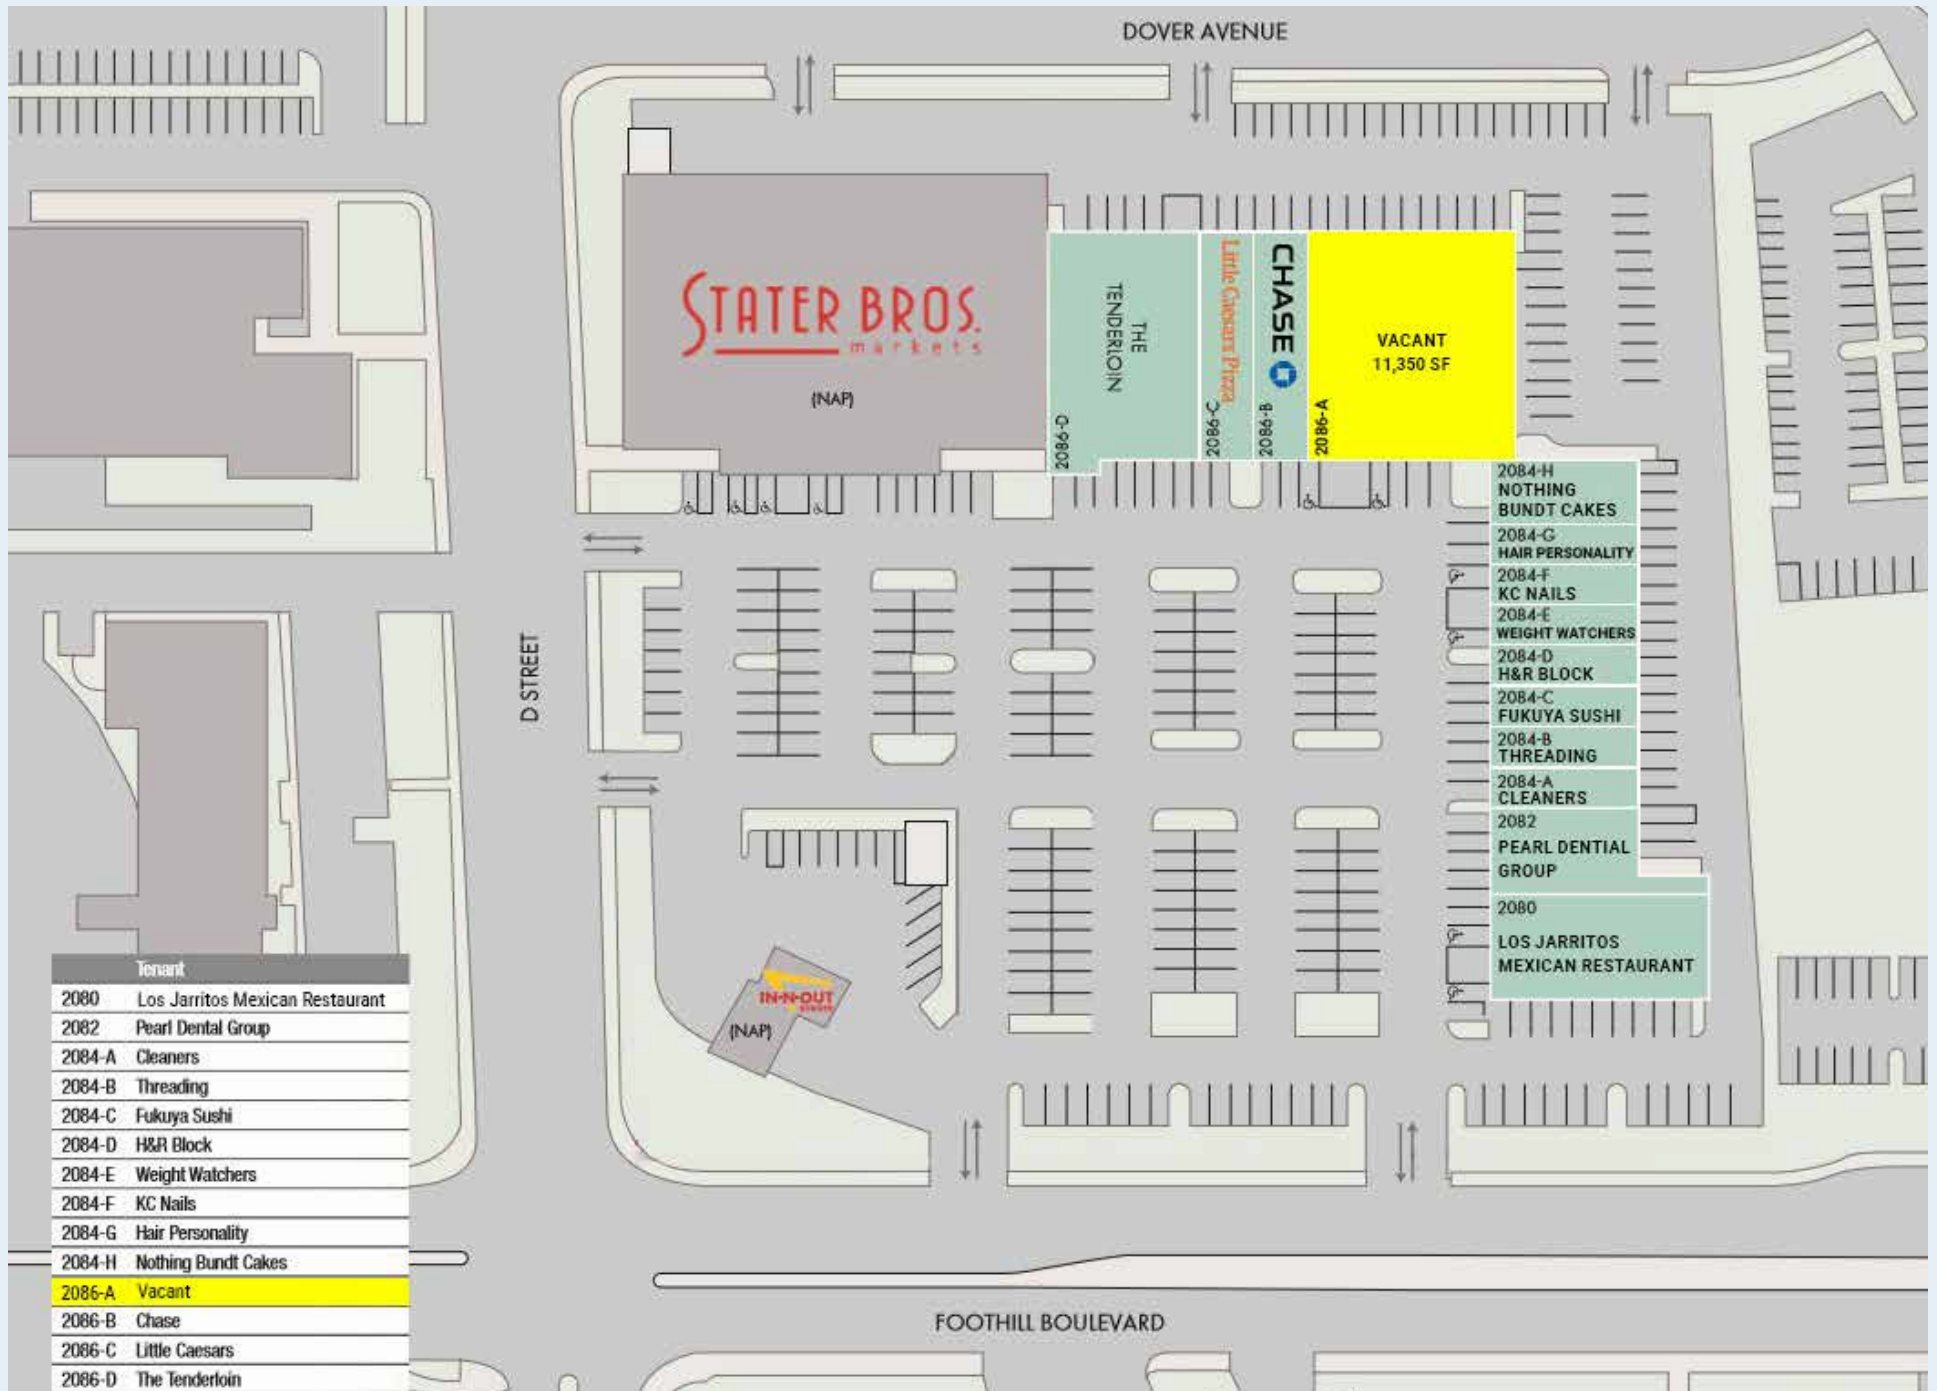 DOVER AVENUE
STATER BROS.
markets
(NAP)
THE
TENDERLOIN
2086-D
Little Caesars Pizza
2086-C
CHASE
2086-B
2086-A
VACANT
11,350 SF
2084-H
NOTHING
BUNDT CAKES
2084-G
HAIR PERSONALITY
2084-F
KC NAILS
2084-E
WEIGHT WATCHERS
2084-D
H&R BLOCK
2084-C
FUKUYA SUSHI
2084-B
THREADING
2084-A
CLEANERS
2082
PEARL DENTIAL
GROUP
2080
LOS JARRITOS
MEXICAN RESTAURANT
D STREET
IN-N-OUT
(NAP)
Tenant
2080 Los Jarritos Mexican Restaurant
2082 Pearl Dental Group
2084-A Cleaners
2084-B Threading
2084-C Fukuya Sushi
2084-D H&R Block
2084-E Weight Watchers
2084-F KC Nails
2084-G Hair Personality
2084-H Nothing Bundt Cakes
2086-A Vacant
2086-B Chase
2086-C Little Caesars
2086-D The Tenderloin
FOOTHILL BOULEVARD